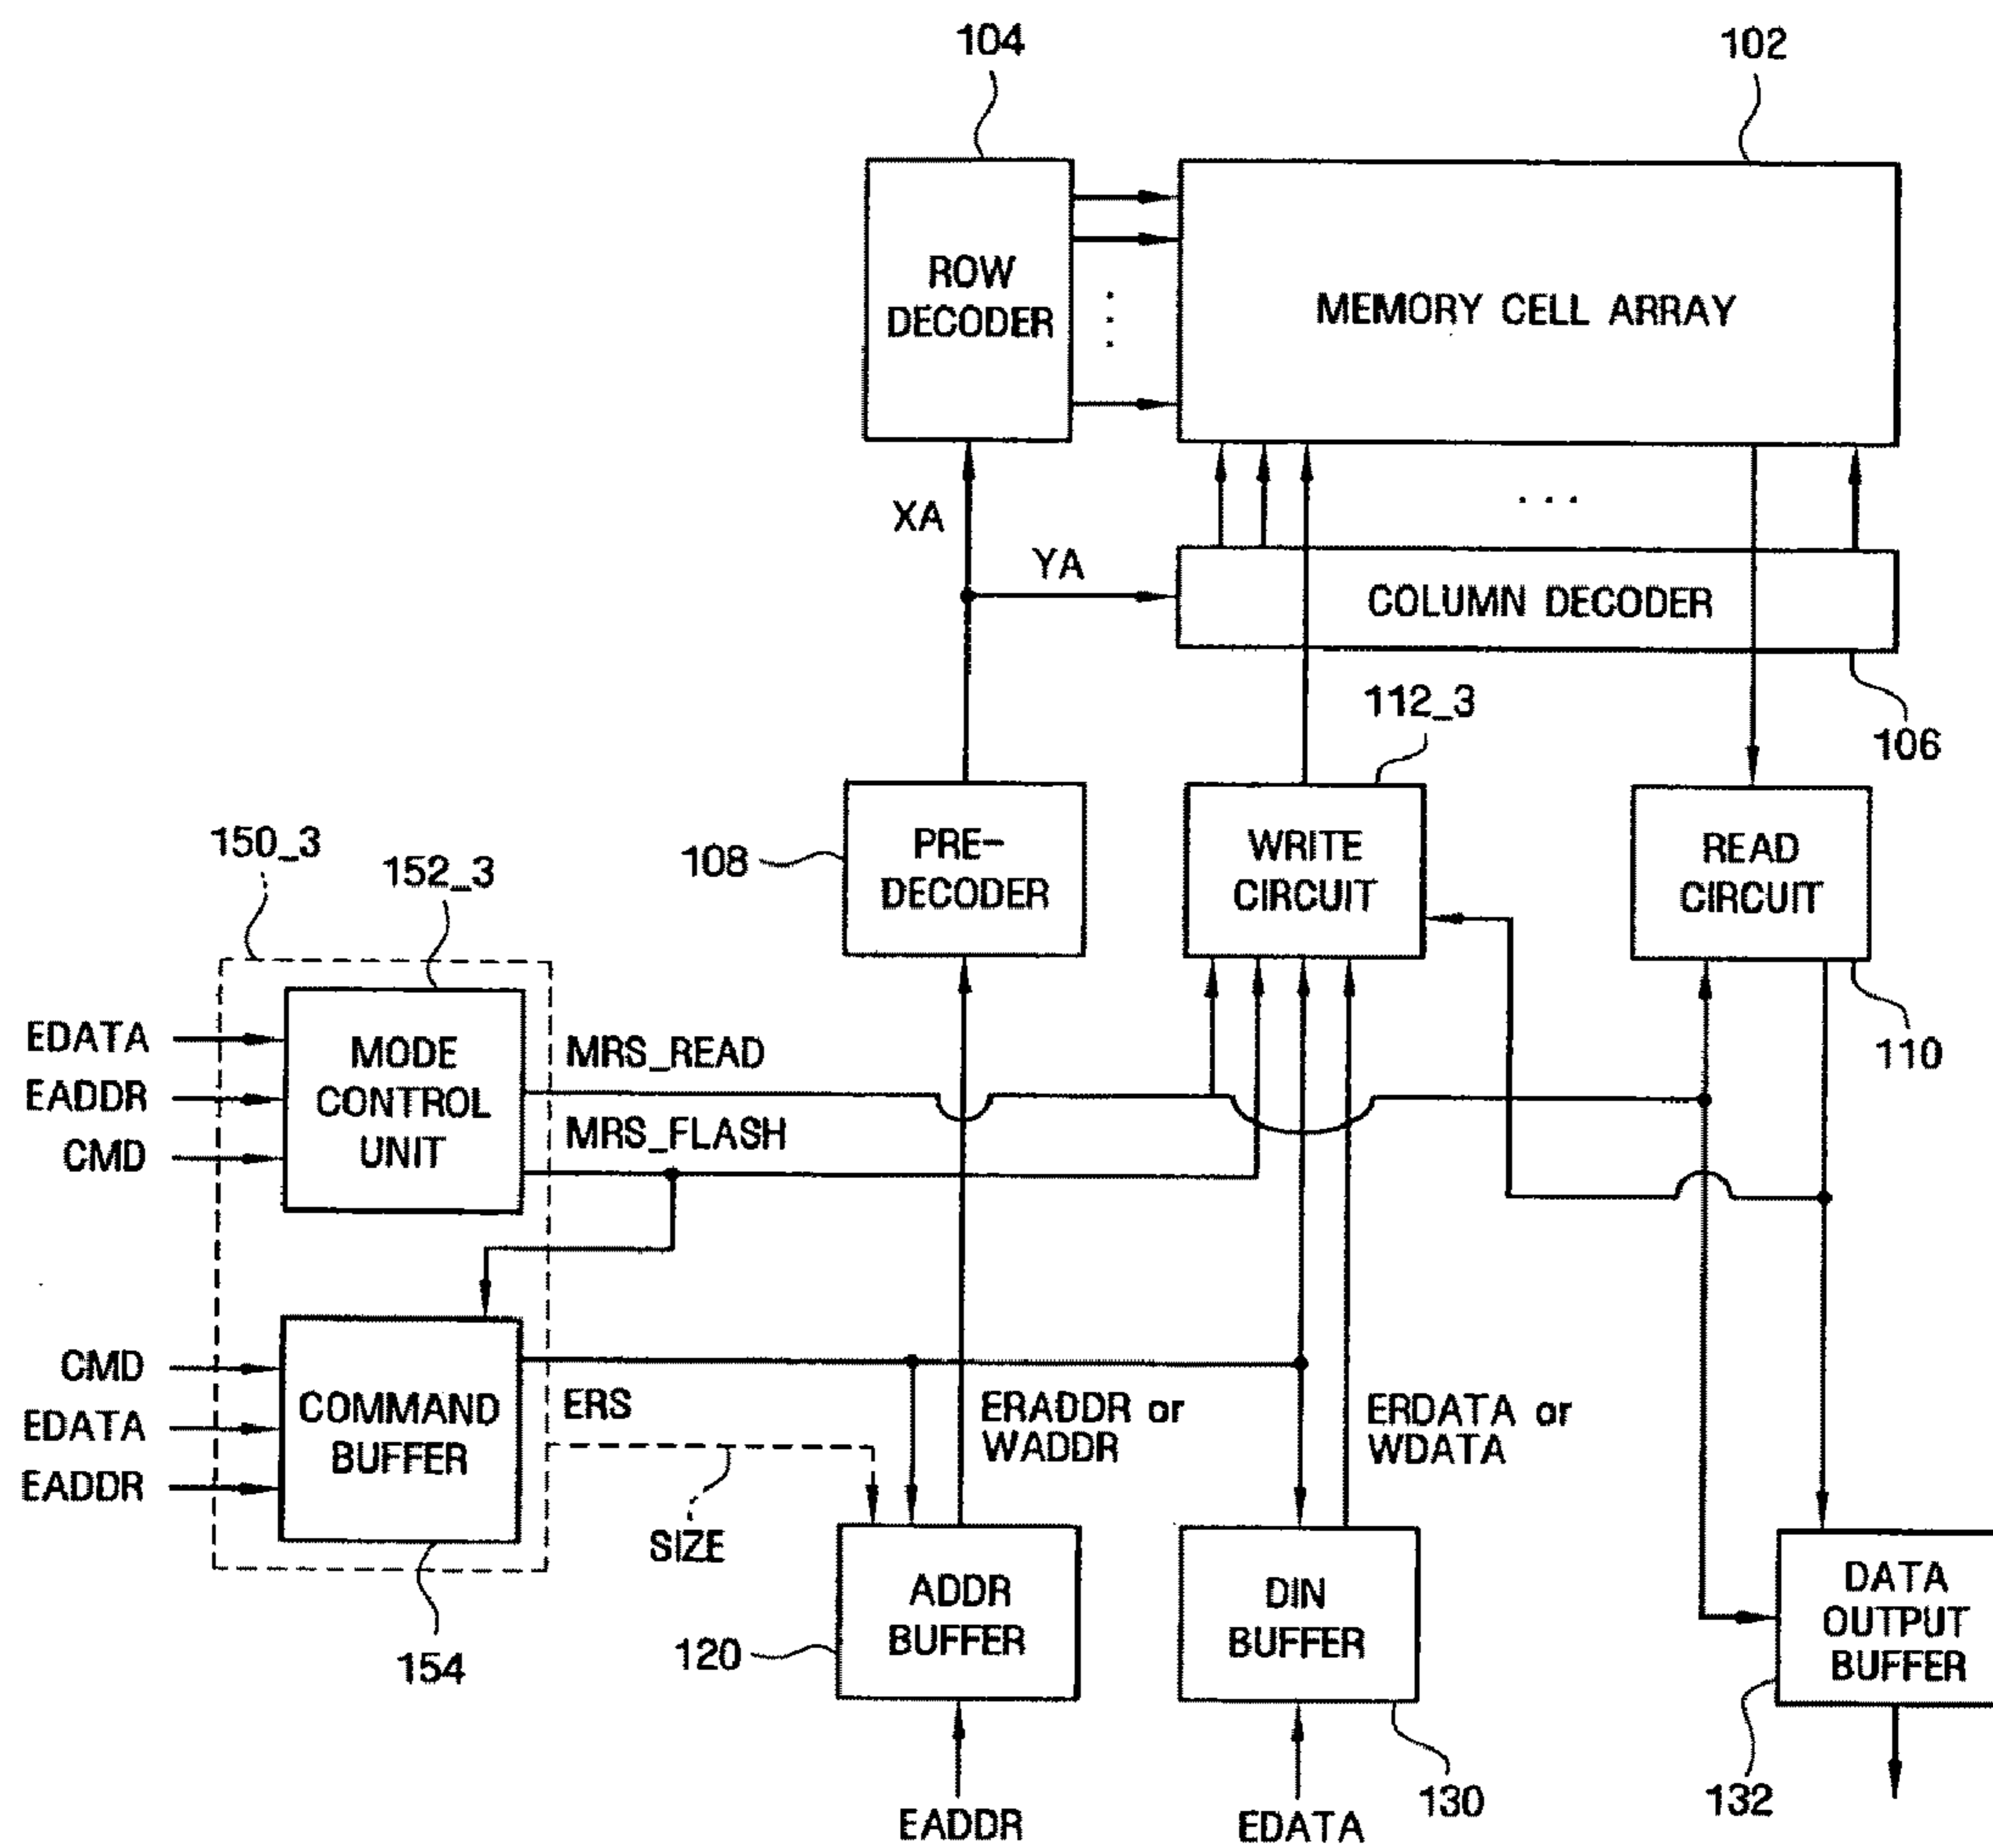 104
102
ROW
DECODER
MEMORY CELL ARRAY
XA
YA
COLUMN DECODER
106
112_3
108
PRE-
DECODER
WRITE
CIRCUIT
READ
CIRCUIT
110
150_3
152_3
EDATA
EADDR
CMD
MODE
CONTROL
UNIT
MRS_READ
MRS_FLASH
CMD
EDATA
EADDR
COMMAND
BUFFER
ERS
154
SIZE
ERADDR or
WADDR
ERDATA or
WDATA
120
ADDR
BUFFER
DIN
BUFFER
DATA
OUTPUT
BUFFER
130
132
EADDR
EDATA